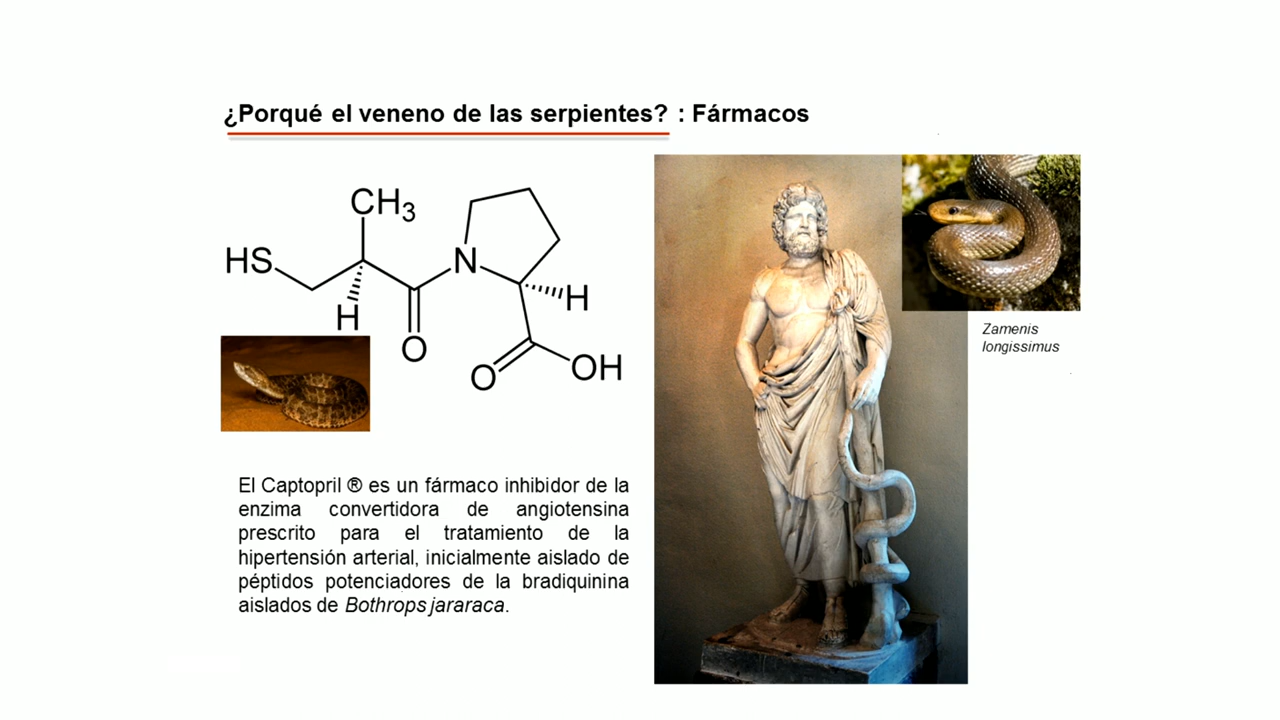 ¿Porqué el veneno de las serpientes? : Fármacos
CH3
HS
N
H
H
O
O
OH
Zamenis
longissimus
El Captopril ® es un fármaco inhibidor de la
enzima convertidora de angiotensina
prescrito para el tratamiento de la
hipertensión arterial, inicialmente aislado de
péptidos potenciadores de la bradiquinina
aislados de Bothrops jararaca.